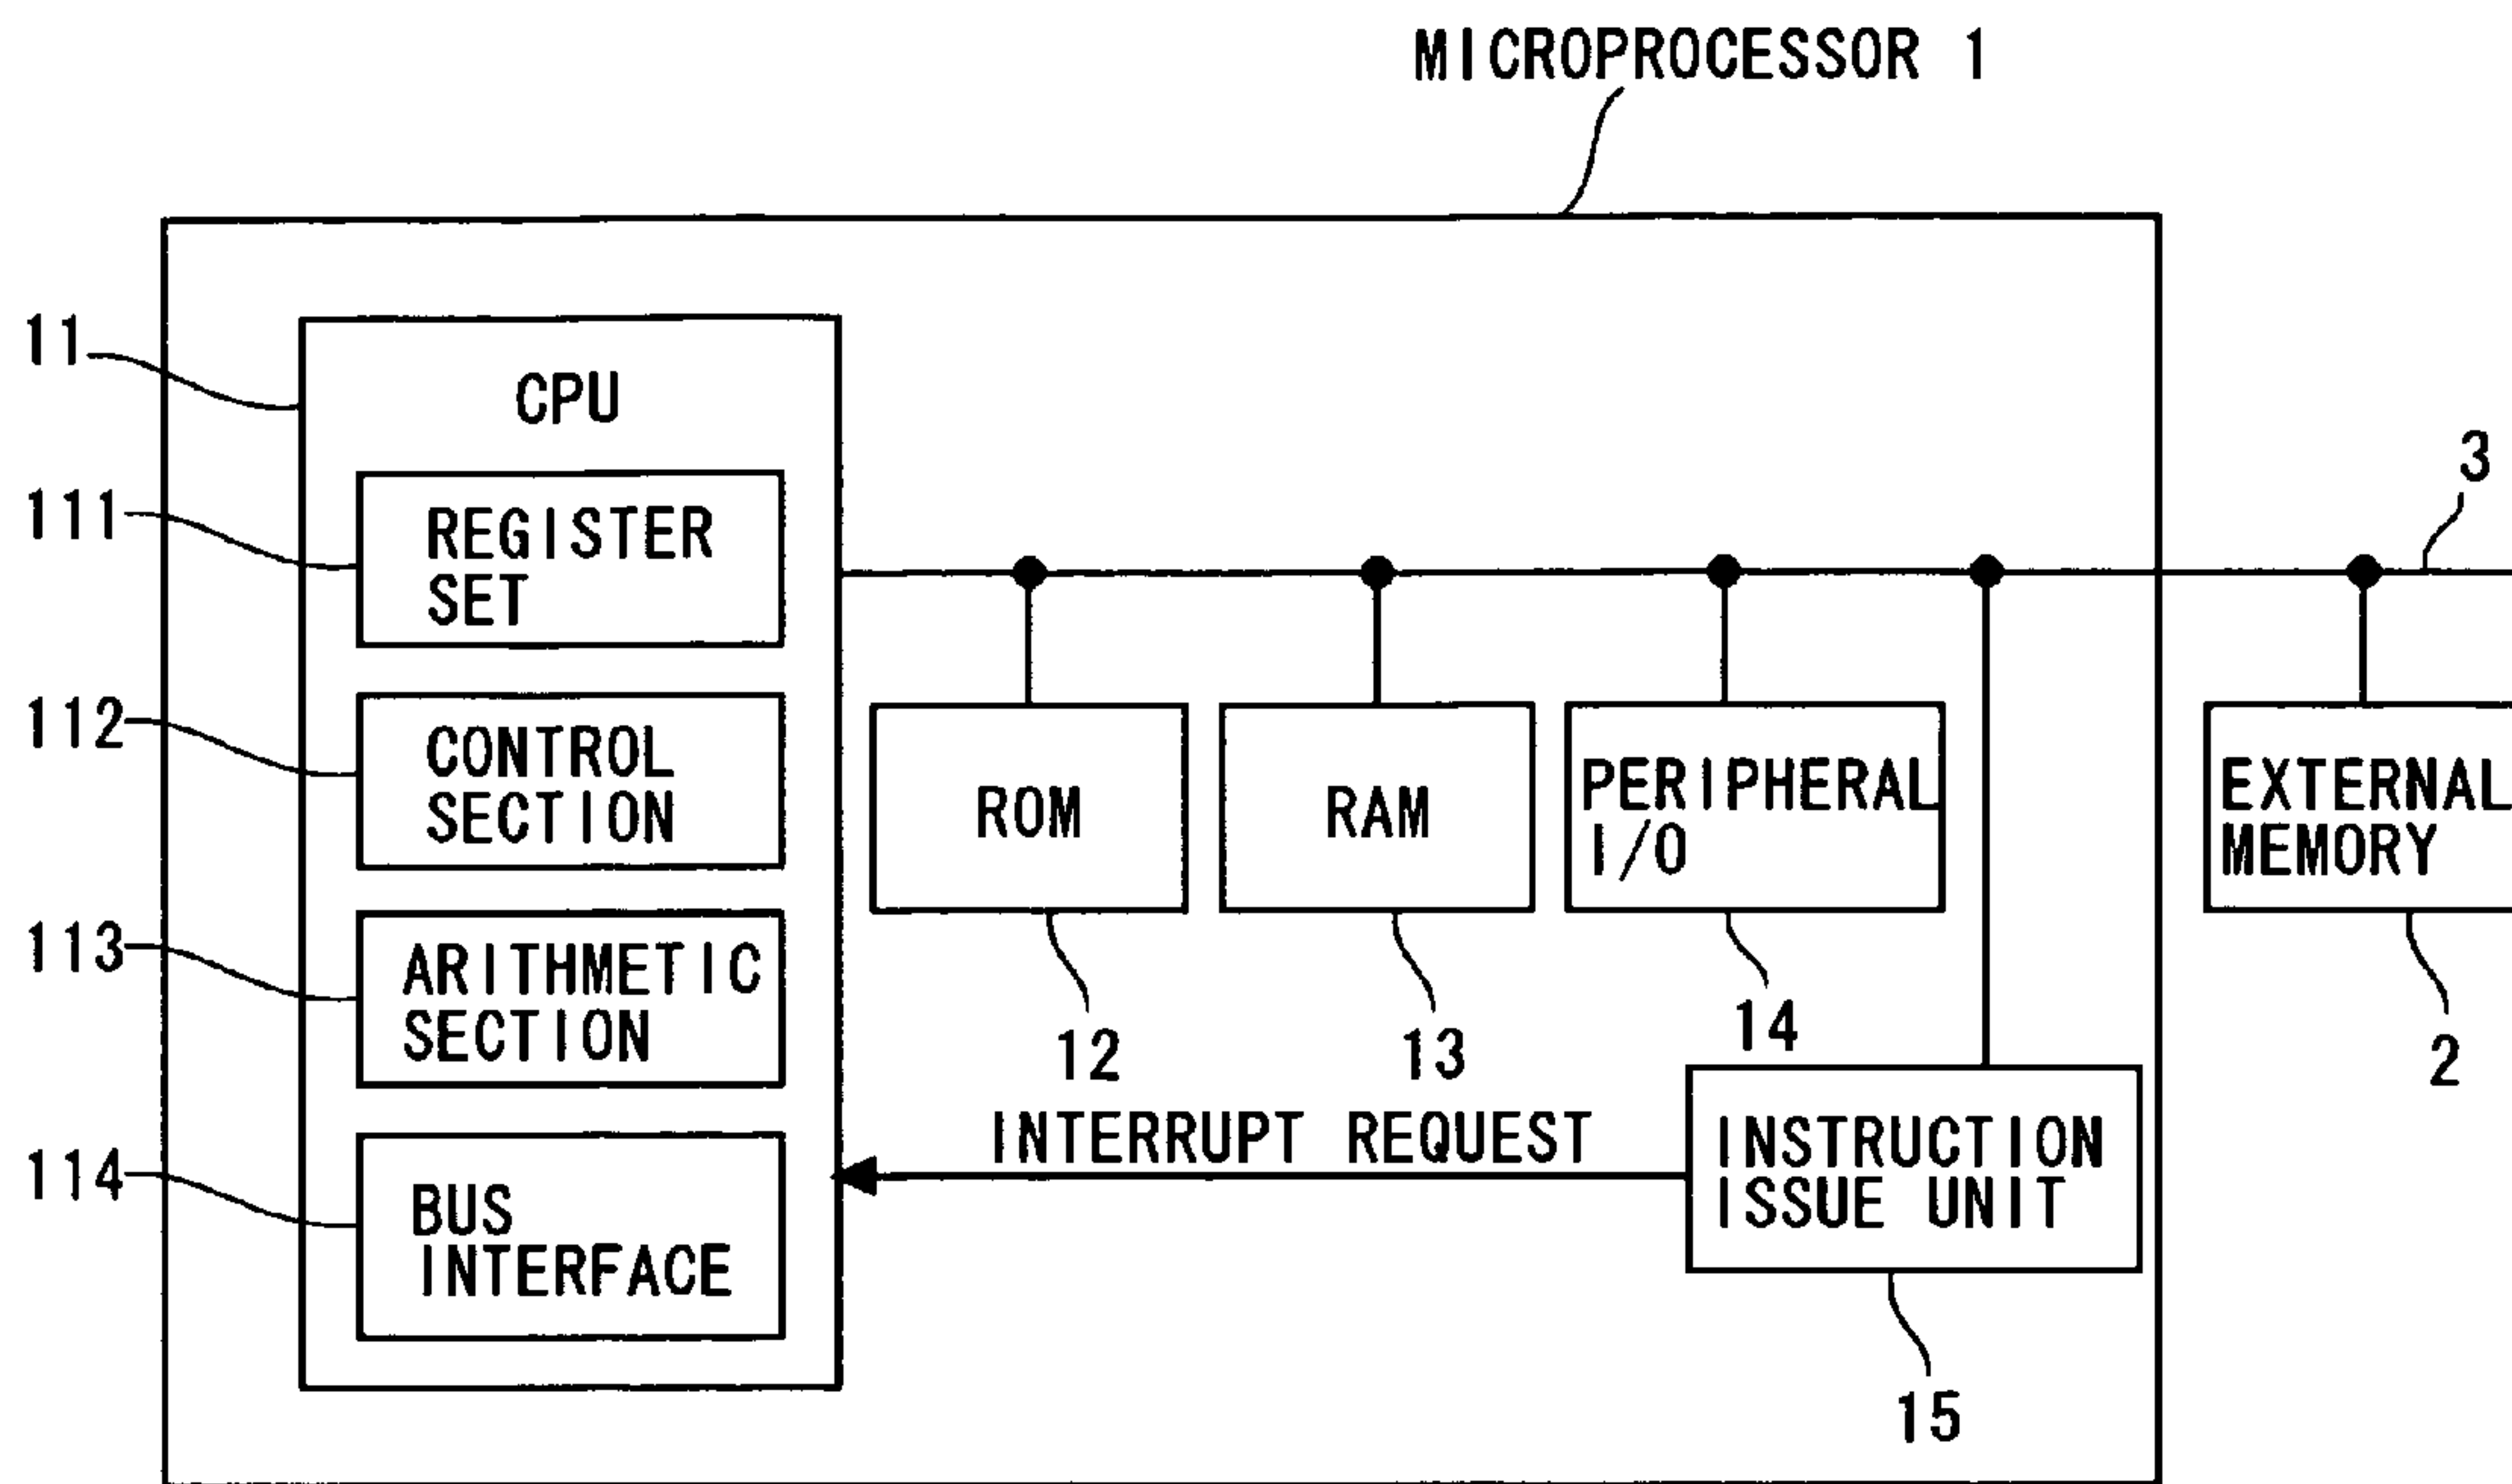 MICROPROCESSOR 1
11
CPU
3
111
REGISTER
SET
112
CONTROL
SECTION
ROM
RAM
PERIPHERAL
I/O
EXTERNAL
MEMORY
113
ARITHMETIC
SECTION
12
13
14
2
114
BUS
INTERFACE
INTERRUPT REQUEST
INSTRUCTION
ISSUE UNIT
15